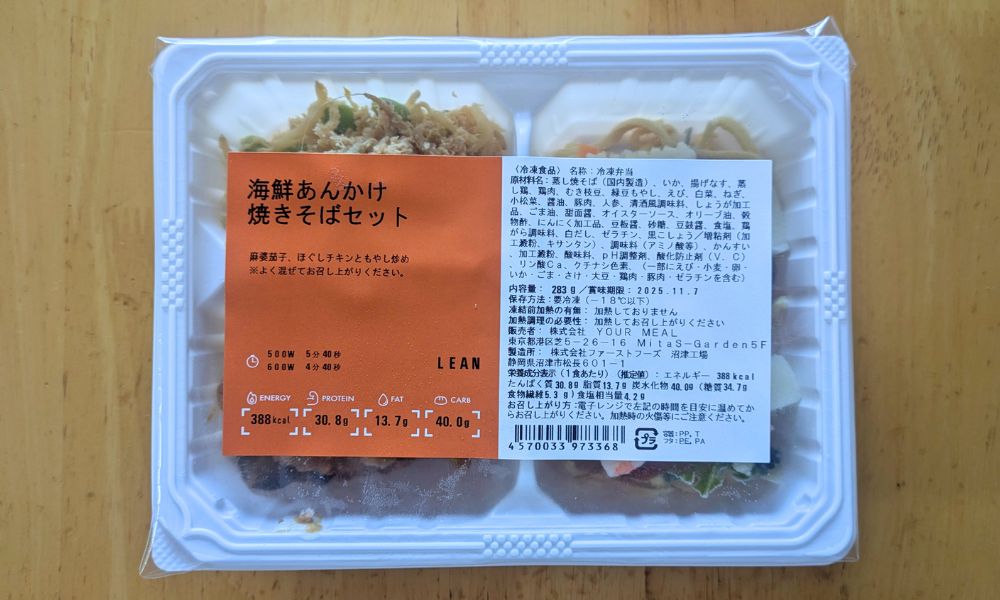 海鮮あんかけ
焼きそばセット
麻婆茄子、ほぐしチキンともやし炒め
※よく混ぜてお召し上がりください。
500W 5分40秒
600W 4分40秒
LEAN
ENERGY PROTEIN FAT CARB
388kcal 30.8g 13.7g 40.0g
(冷凍食品) 名称:冷凍弁当
原材料名:蒸し焼そば(国内製造)、いか、揚げなす、蒸
し鶏、鶏肉、むき枝豆、緑豆もやし、えび、白菜、ねぎ、
小松菜、醤油、豚肉、人参、清酒風調味料、しょうが加工
品、ごま油、甜面醤、オイスターソース、オリーブ油、穀
物酢、にんにく加工品、豆板醤、砂糖、豆鼓醤、食塩、鶏
がら調味料、白だし、ゼラチン、黒こしょう/増粘剤(加
工澱粉、キサンタン)、調味料(アミノ酸等)、かんすい
、加工澱粉、酸味料、pH調整剤、酸化防止剤(V.C)
、リン酸Ca、クチナシ色素、(一部にえび・小麦・卵・
いか・ごま・さけ・大豆・鶏肉・豚肉・ゼラチンを含む)
内容量: 283g/賞味期限:2025.11.7
保存方法:要冷凍(-18℃以下)
凍結前加熱の有無:加熱しておりません
加熱調理の必要性:加熱してお召し上がりください
販売者:株式会社 YOUR MEAL
東京都港区芝5-26-16 MitaS-Garden5F
製造所:株式会社ファーストフーズ 沼津工場
静岡県沼津市松長601-1
栄養成分表示(1食あたり)(推定値):エネルギー 388kcal
たんぱく質30.8g 脂質13.7g 炭水化物40.0g(糖質34.7g
食物繊維5.3g)食塩相当量4.2g
お召し上がり方:電子レンジで左記の時間を目安に温めてか
らお召し上がりください。加熱時の火傷等にご注意ください。
4570033 973368
プラ
容器:PP,T
フタ:PE,PA